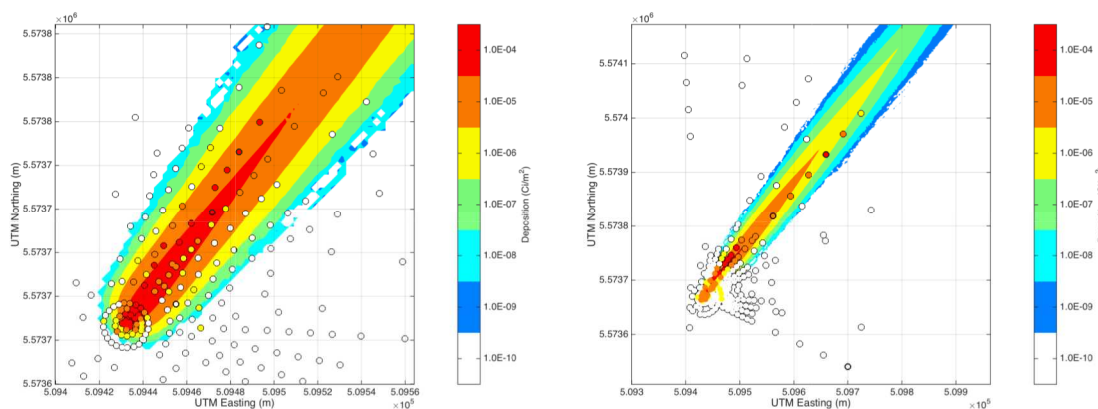 ×10⁶
5.5738
5.5738
5.5738
5.5737
5.5737
5.5737
5.5737
5.5737
5.5736
UTM Northing (m)
5.094 5.0942 5.0944 5.0946 5.0948 5.095 5.0952 5.0954 5.0956
UTM Easting (m)
×10⁵
1.0E-04
1.0E-05
1.0E-06
1.0E-07
1.0E-08
1.0E-09
1.0E-10
Deposition (Ci/m²)
×10⁶
5.5741
5.574
5.5739
5.5738
5.5737
5.5736
UTM Northing (m)
5.093 5.094 5.095 5.096 5.097 5.098 5.099
UTM Easting (m)
×10⁵
1.0E-04
1.0E-05
1.0E-06
1.0E-07
1.0E-08
1.0E-09
1.0E-10